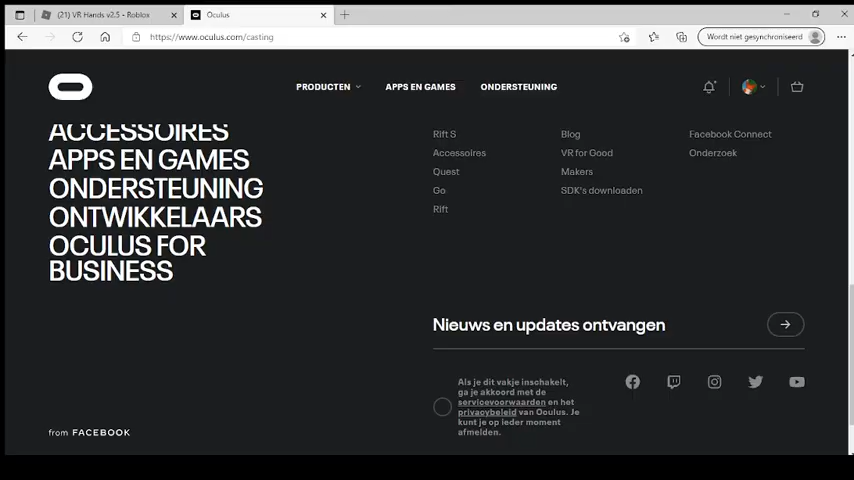 (21) VR Hands v2.5 - Roblox
Oculus
https://www.oculus.com/casting
Wordt niet gesynchroniseerd
PRODUCTEN
APPS EN GAMES
ONDERSTEUNING
ACCESSOIRES
APPS EN GAMES
ONDERSTEUNING
ONTWIKKELAARS
OCULUS FOR
BUSINESS
Rift S
Accessoires
Quest
Go
Rift
Blog
VR for Good
Makers
SDK's downloaden
Facebook Connect
Onderzoek
Nieuws en updates ontvangen
Als je dit vakje inschakelt,
ga je akkoord met de
servicevoorwaarden en het
privacybeleid van Oculus. Je
kunt je op ieder moment
afmelden.
from FACEBOOK